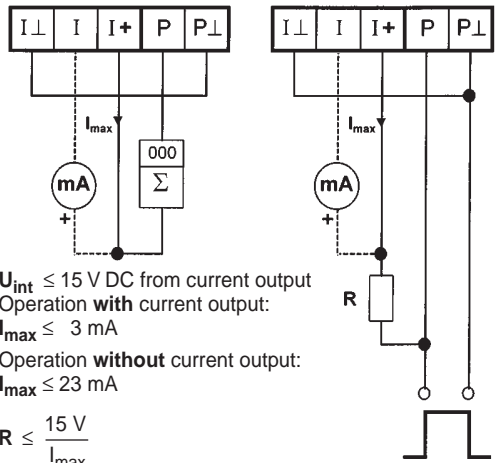 I⊥ I I+ P P⊥
I⊥ I I+ P P⊥
Imax
000
Σ
mA
+
Imax
mA
+
R
Uint ≤ 15 V DC from current output
Operation with current output:
Imax ≤ 3 mA
Operation without current output:
Imax ≤ 23 mA
R ≤ 15 V
Imax